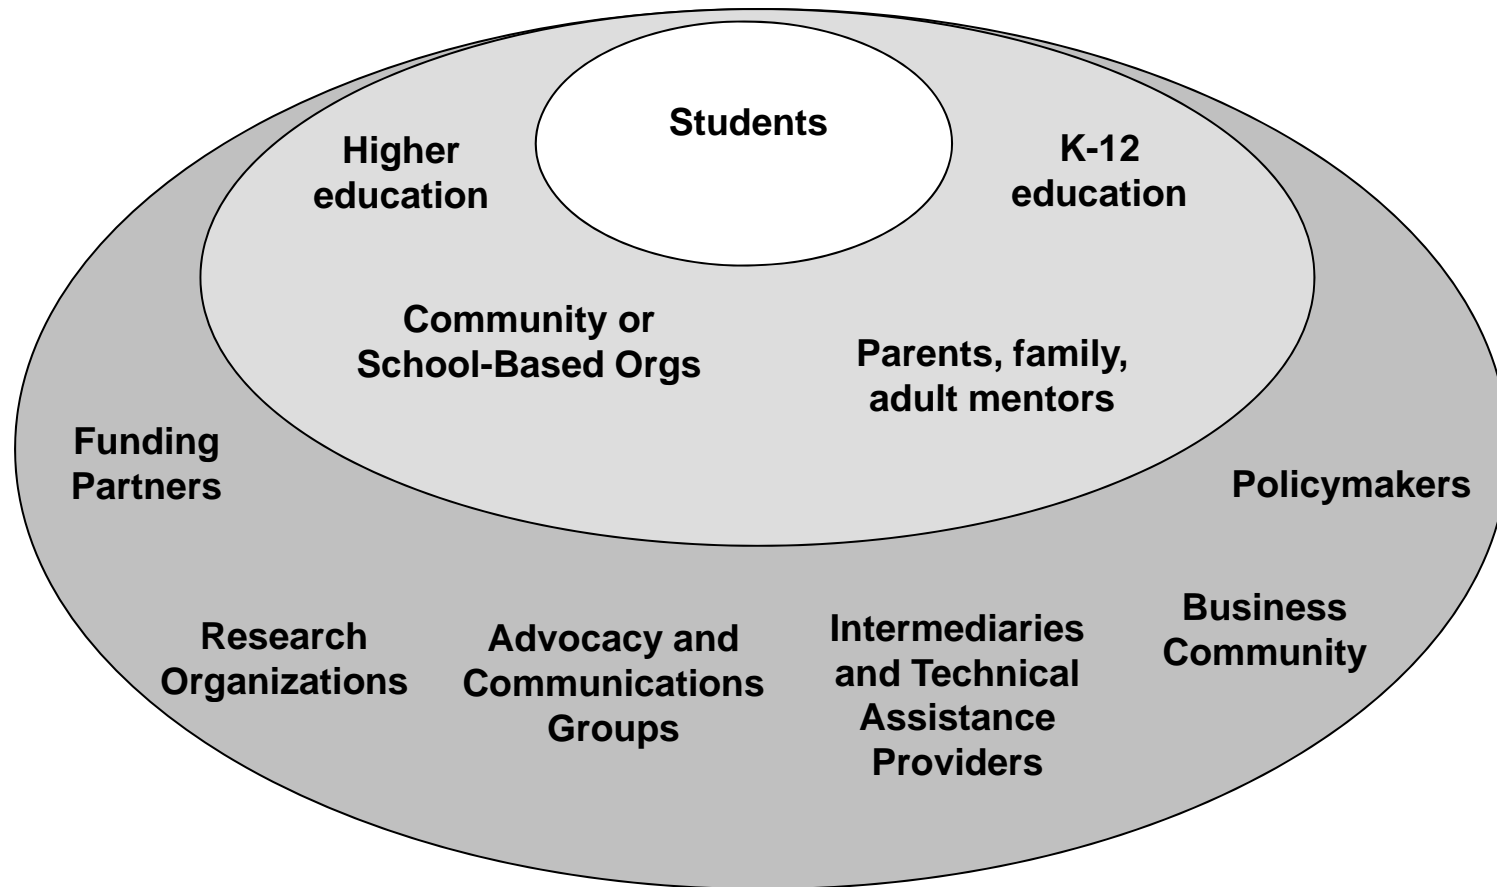 Students
Higher
education
K-12
education
Community or
School-Based Orgs
Parents, family,
adult mentors
Funding
Partners
Policymakers
Research
Organizations
Advocacy and
Communications
Groups
Intermediaries
and Technical
Assistance
Providers
Business
Community